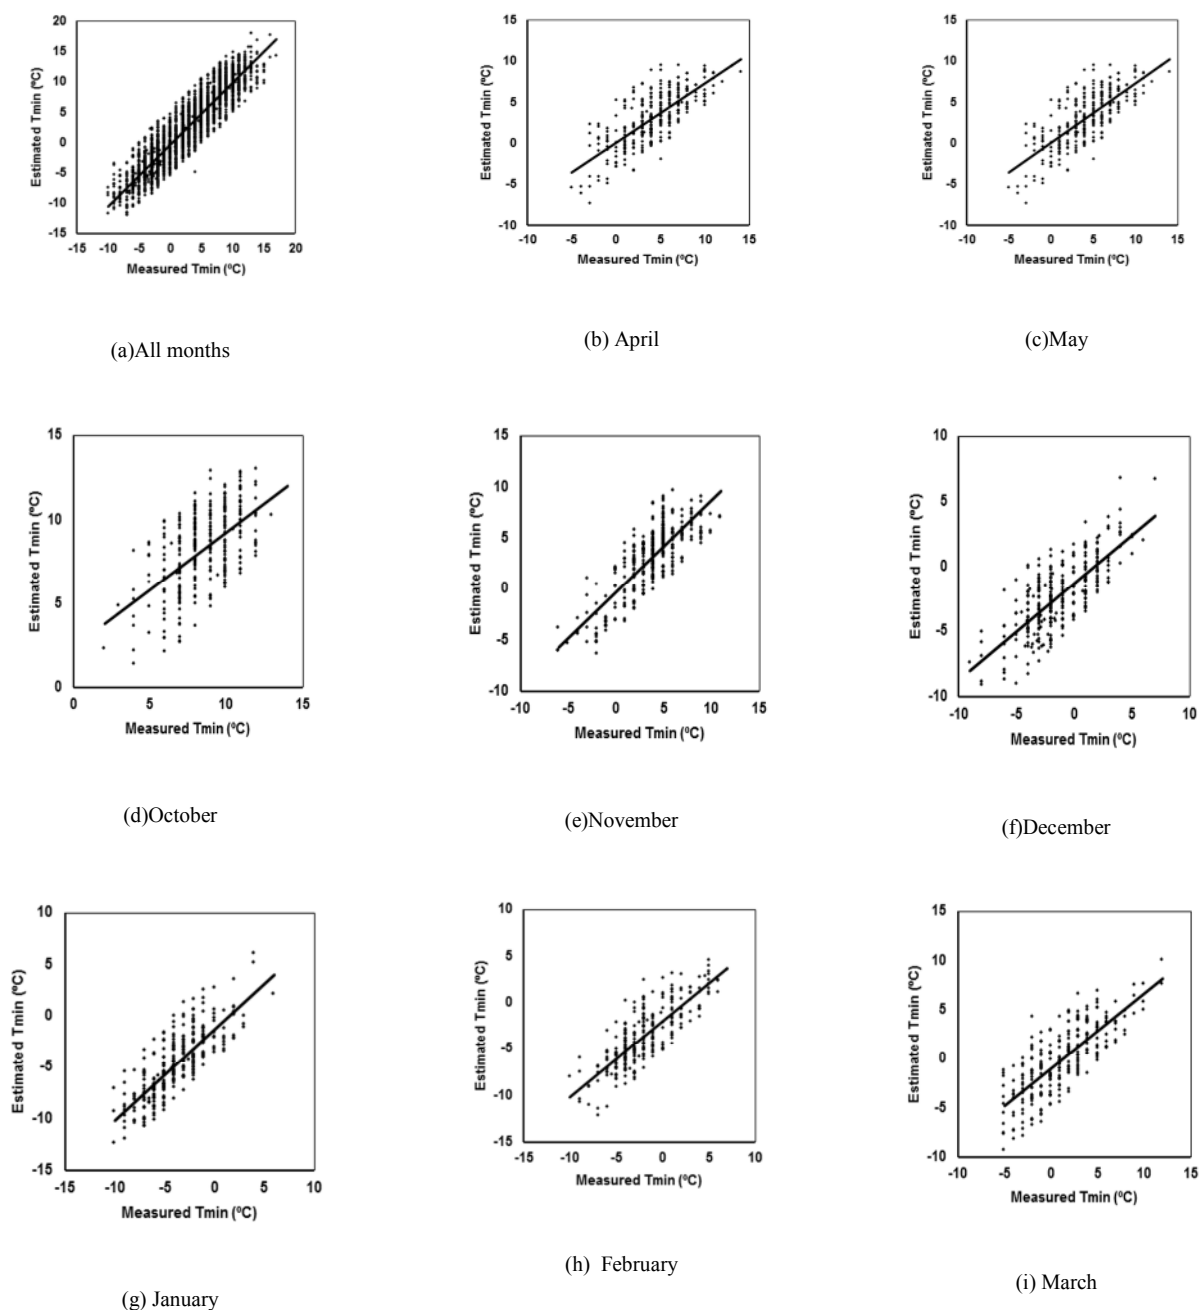 20
15
10
5
0
-5
-10
-15
-15 -10 -5 0 5 10 15 20
Estimated Tmin (ºC)
Measured Tmin (ºC)
(a)All months
15
10
5
0
-5
-10
-10 -5 0 5 10 15
Estimated Tmin (ºC)
Measured Tmin (ºC)
(b) April
15
10
5
0
-5
-10
-10 -5 0 5 10 15
Estimated Tmin (ºC)
Measured Tmin (ºC)
(c)May
15
10
5
0
0 5 10 15
Estimated Tmin (ºC)
Measured Tmin (ºC)
(d)October
15
10
5
0
-5
-10
-10 -5 0 5 10 15
Estimated Tmin (ºC)
Measured Tmin (ºC)
(e)November
10
5
0
-5
-10
-10 -5 0 5 10
Estimated Tmin (ºC)
Measured Tmin (ºC)
(f)December
10
5
0
-5
-10
-15
-15 -10 -5 0 5 10
Estimated Tmin (ºC)
Measured Tmin (ºC)
(g) January
10
5
0
-5
-10
-15
-15 -10 -5 0 5 10
Estimated Tmin (ºC)
Measured Tmin (ºC)
(h) February
15
10
5
0
-5
-10
-10 -5 0 5 10 15
Estimated Tmin (ºC)
Measured Tmin (ºC)
(i) March